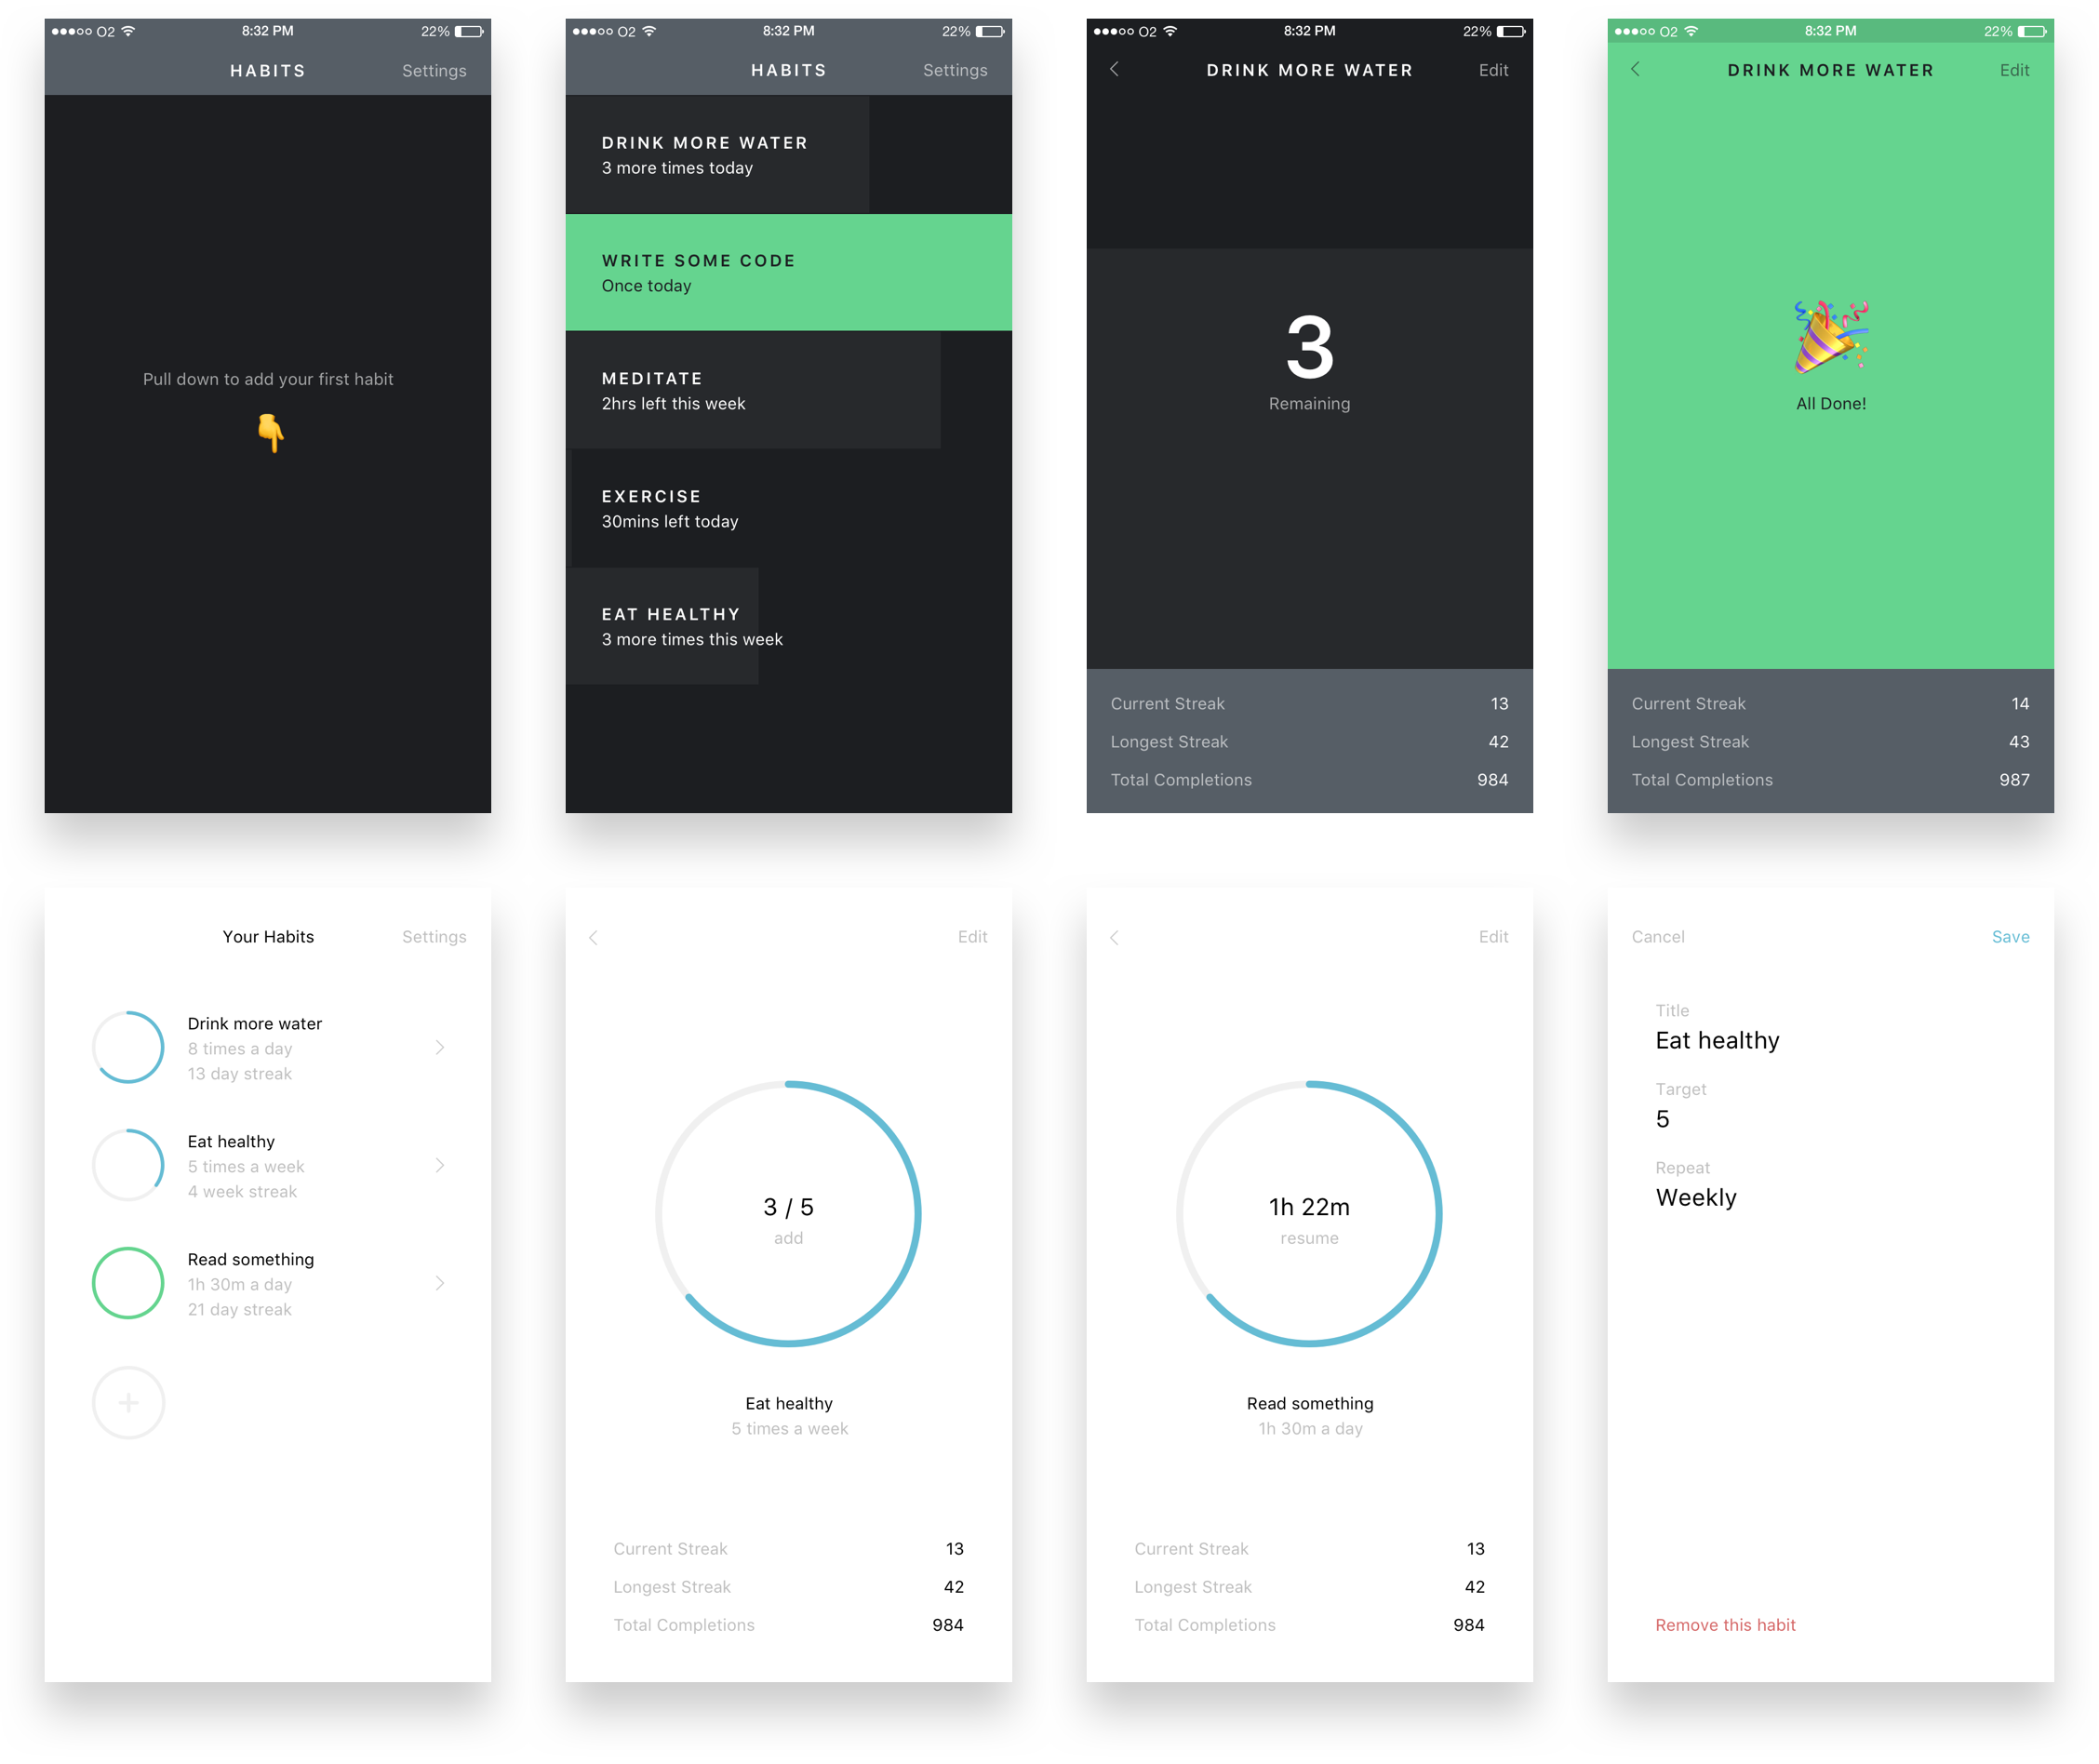 O2 8:32 PM 22%
HABITS Settings
Pull down to add your first habit
O2 8:32 PM 22%
HABITS Settings
DRINK MORE WATER
3 more times today
WRITE SOME CODE
Once today
MEDITATE
2hrs left this week
EXERCISE
30mins left today
EAT HEALTHY
3 more times this week
O2 8:32 PM 22%
DRINK MORE WATER Edit
3
Remaining
Current Streak 13
Longest Streak 42
Total Completions 984
O2 8:32 PM 22%
DRINK MORE WATER Edit
All Done!
Current Streak 14
Longest Streak 43
Total Completions 987
Your Habits Settings
Drink more water
8 times a day
13 day streak
Eat healthy
5 times a week
4 week streak
Read something
1h 30m a day
21 day streak
Edit
3 / 5
add
Eat healthy
5 times a week
Current Streak 13
Longest Streak 42
Total Completions 984
Edit
1h 22m
resume
Read something
1h 30m a day
Current Streak 13
Longest Streak 42
Total Completions 984
Cancel Save
Title
Eat healthy
Target
5
Repeat
Weekly
Remove this habit